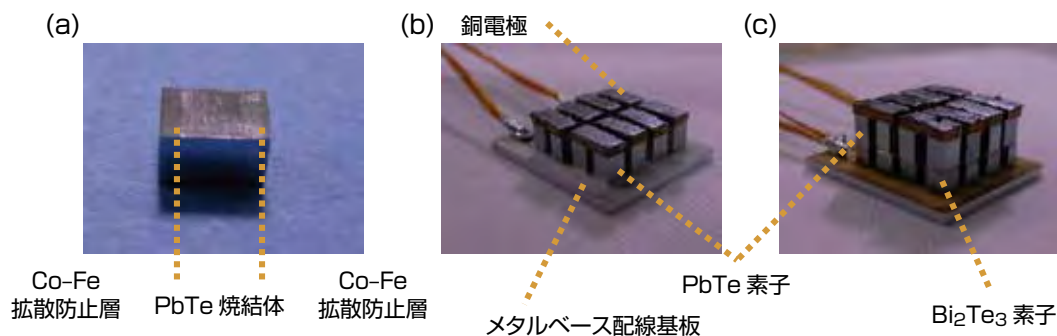 (a)
(b)
(c)
銅電極
Co–Fe
拡散防止層
PbTe 焼結体
Co–Fe
拡散防止層
メタルベース配線基板
PbTe 素子
Bi₂Te₃ 素子